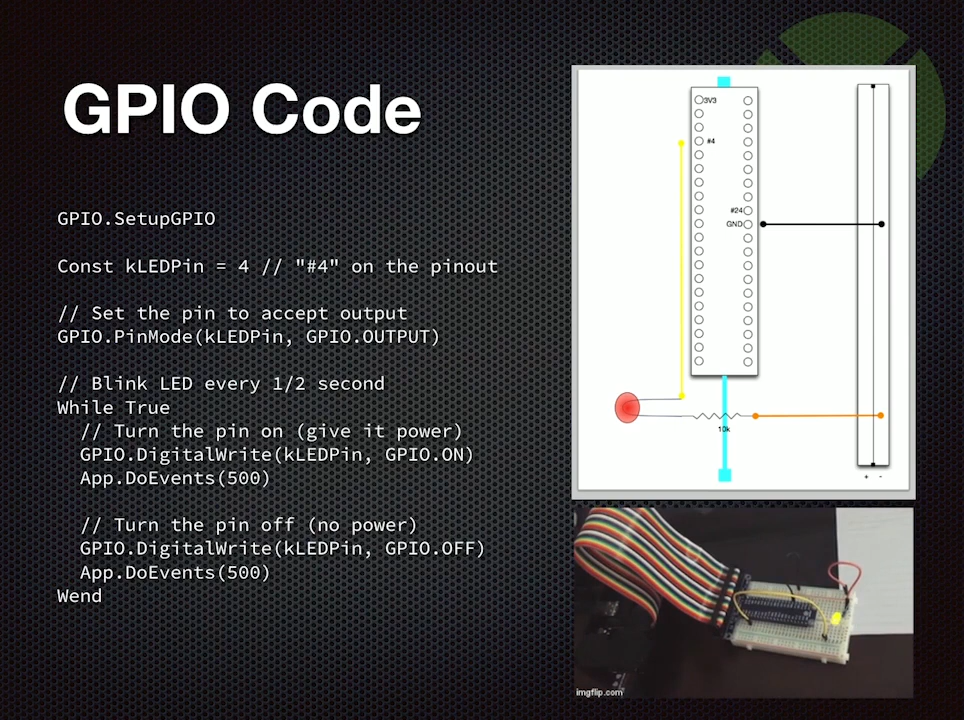 GPIO Code
GPIO.SetupGPIO
Const kLEDPin = 4 // "#4" on the pinout
// Set the pin to accept output
GPIO.PinMode(kLEDPin, GPIO.OUTPUT)
// Blink LED every 1/2 second
While True
// Turn the pin on (give it power)
GPIO.DigitalWrite(kLEDPin, GPIO.ON)
App.DoEvents(500)
// Turn the pin off (no power)
GPIO.DigitalWrite(kLEDPin, GPIO.OFF)
App.DoEvents(500)
Wend
3V3
#4
#24
GND
10k
+ -
imgflip.com